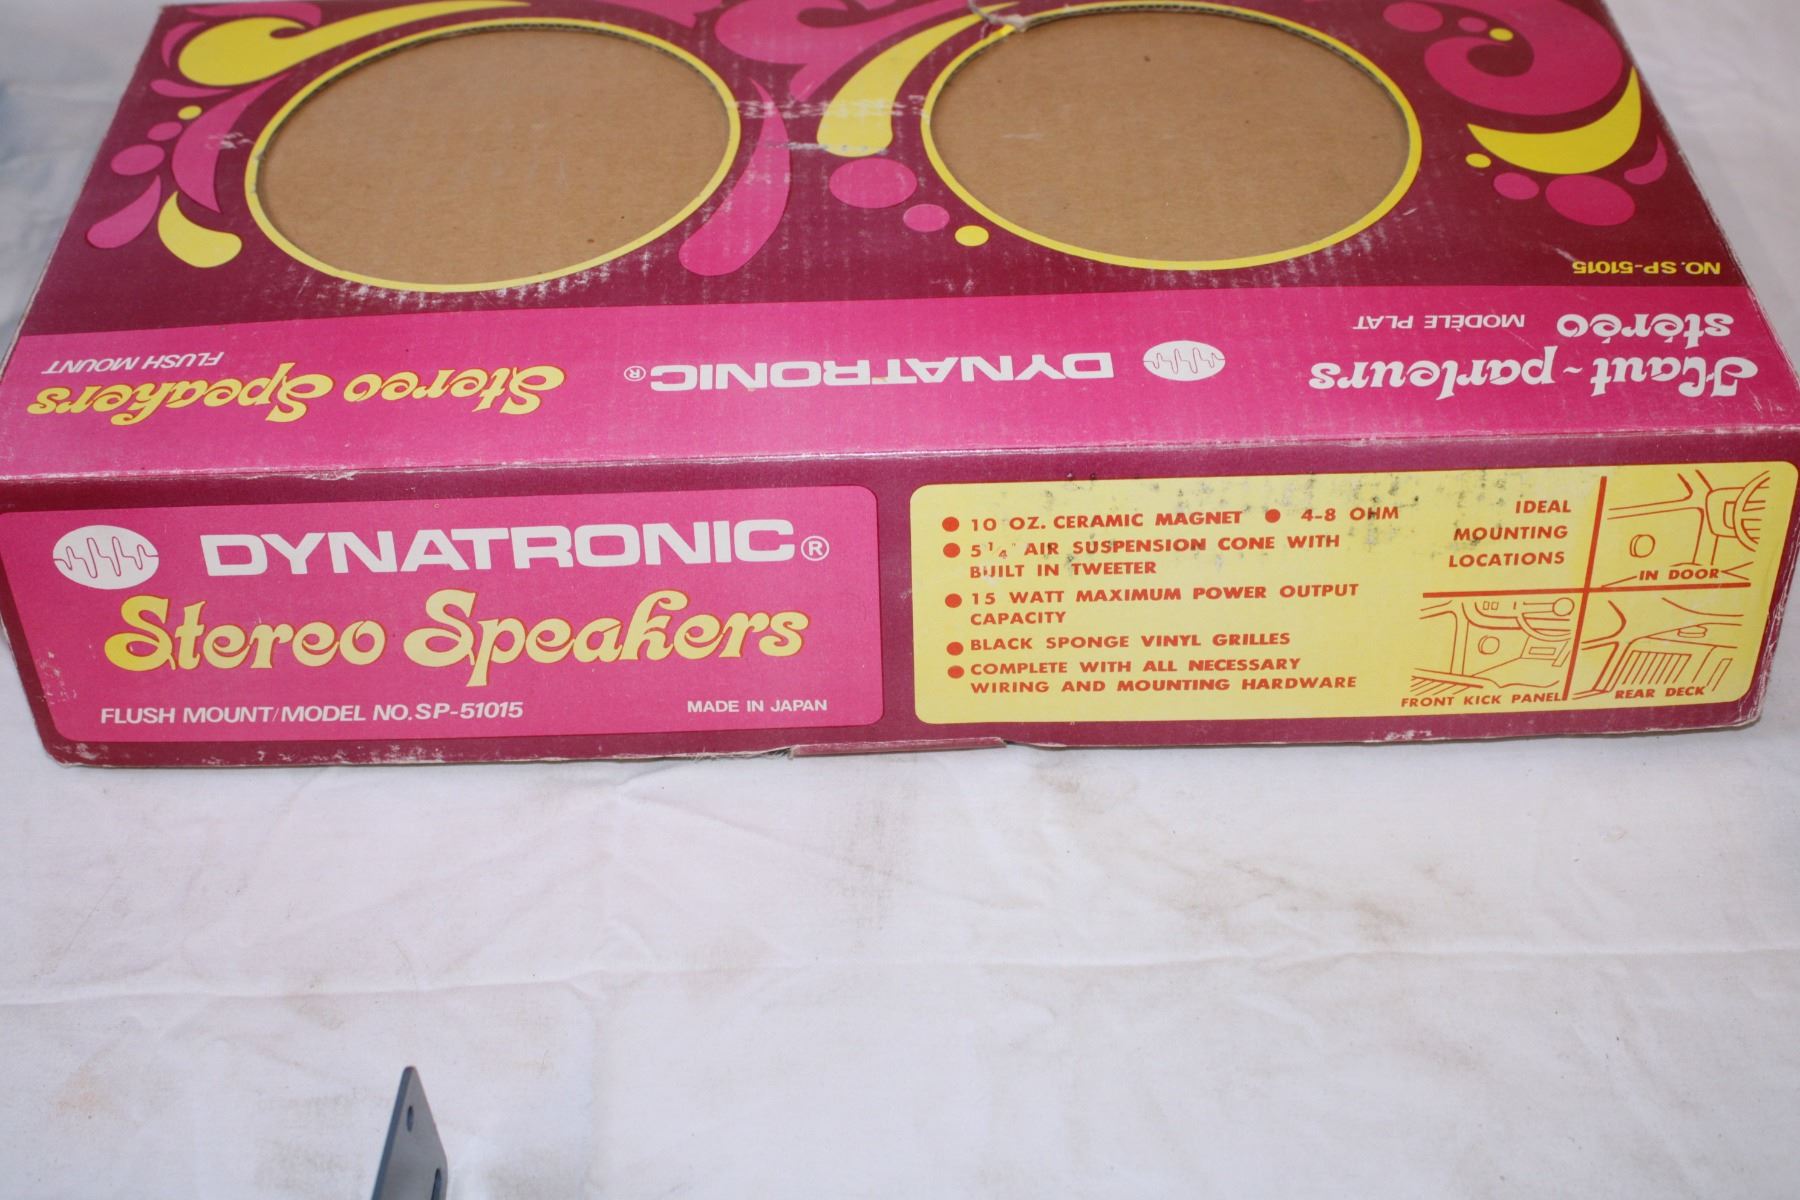 NO. SP-51015
Haut-parleurs
stéréo MODÈLE PLAT
DYNATRONIC®
Stereo Speakers
FLUSH MOUNT
DYNATRONIC®
Stereo Speakers
FLUSH MOUNT/MODEL NO. SP-51015
MADE IN JAPAN
● 10 OZ. CERAMIC MAGNET ● 4-8 OHM
● 5 1/4" AIR SUSPENSION CONE WITH
BUILT IN TWEETER
● 15 WATT MAXIMUM POWER OUTPUT
CAPACITY
● BLACK SPONGE VINYL GRILLES
● COMPLETE WITH ALL NECESSARY
WIRING AND MOUNTING HARDWARE
IDEAL
MOUNTING
LOCATIONS
IN DOOR
FRONT KICK PANEL
REAR DECK